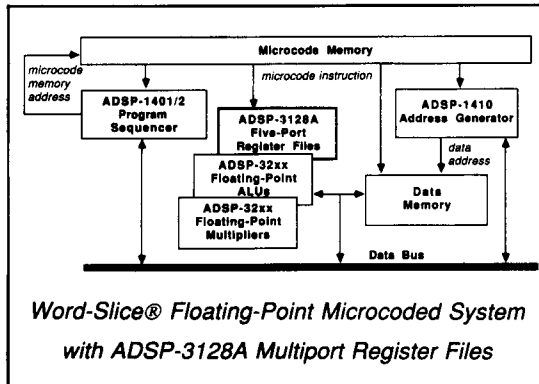 Microcode Memory
microcode
memory
address
microcode instruction
ADSP-1401/2
Program
Sequencer
ADSP-3128A
Five-Port
Register Files
ADSP-1410
Address Generator
ADSP-32xx
Floating-Point
ALUs
data
address
ADSP-32xx
Floating-Point
Multipliers
Data
Memory
Data Bus
Word-Slice® Floating-Point Microcoded System
with ADSP-3128A Multiport Register Files